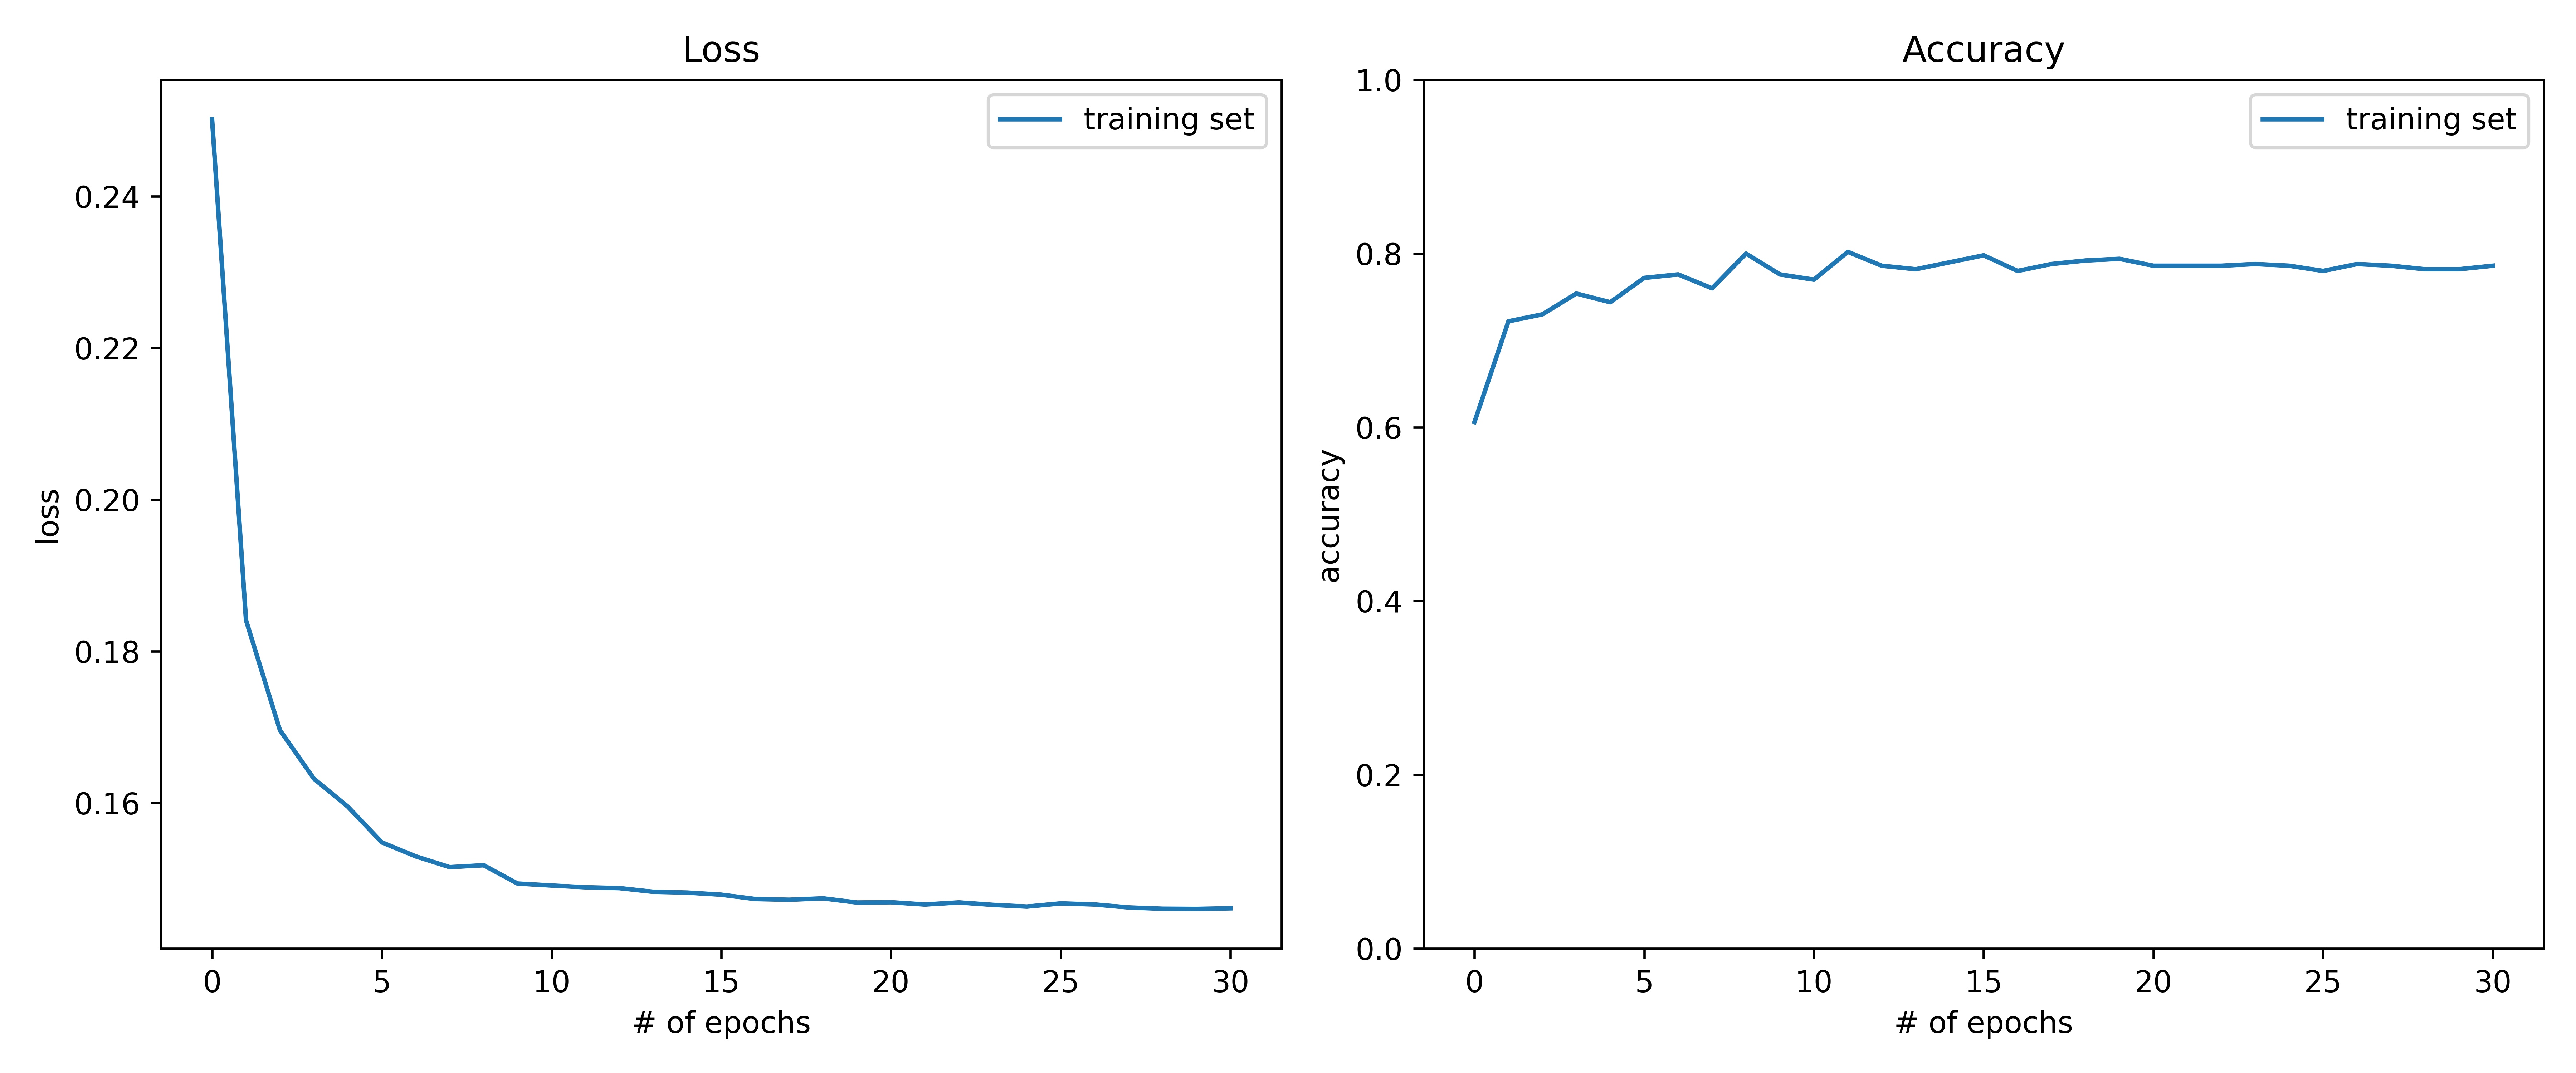 Loss
training set
0.24
0.22
0.20
0.18
0.16
loss
0 5 10 15 20 25 30
# of epochs
Accuracy
training set
1.0
0.8
0.6
0.4
0.2
0.0
accuracy
0 5 10 15 20 25 30
# of epochs